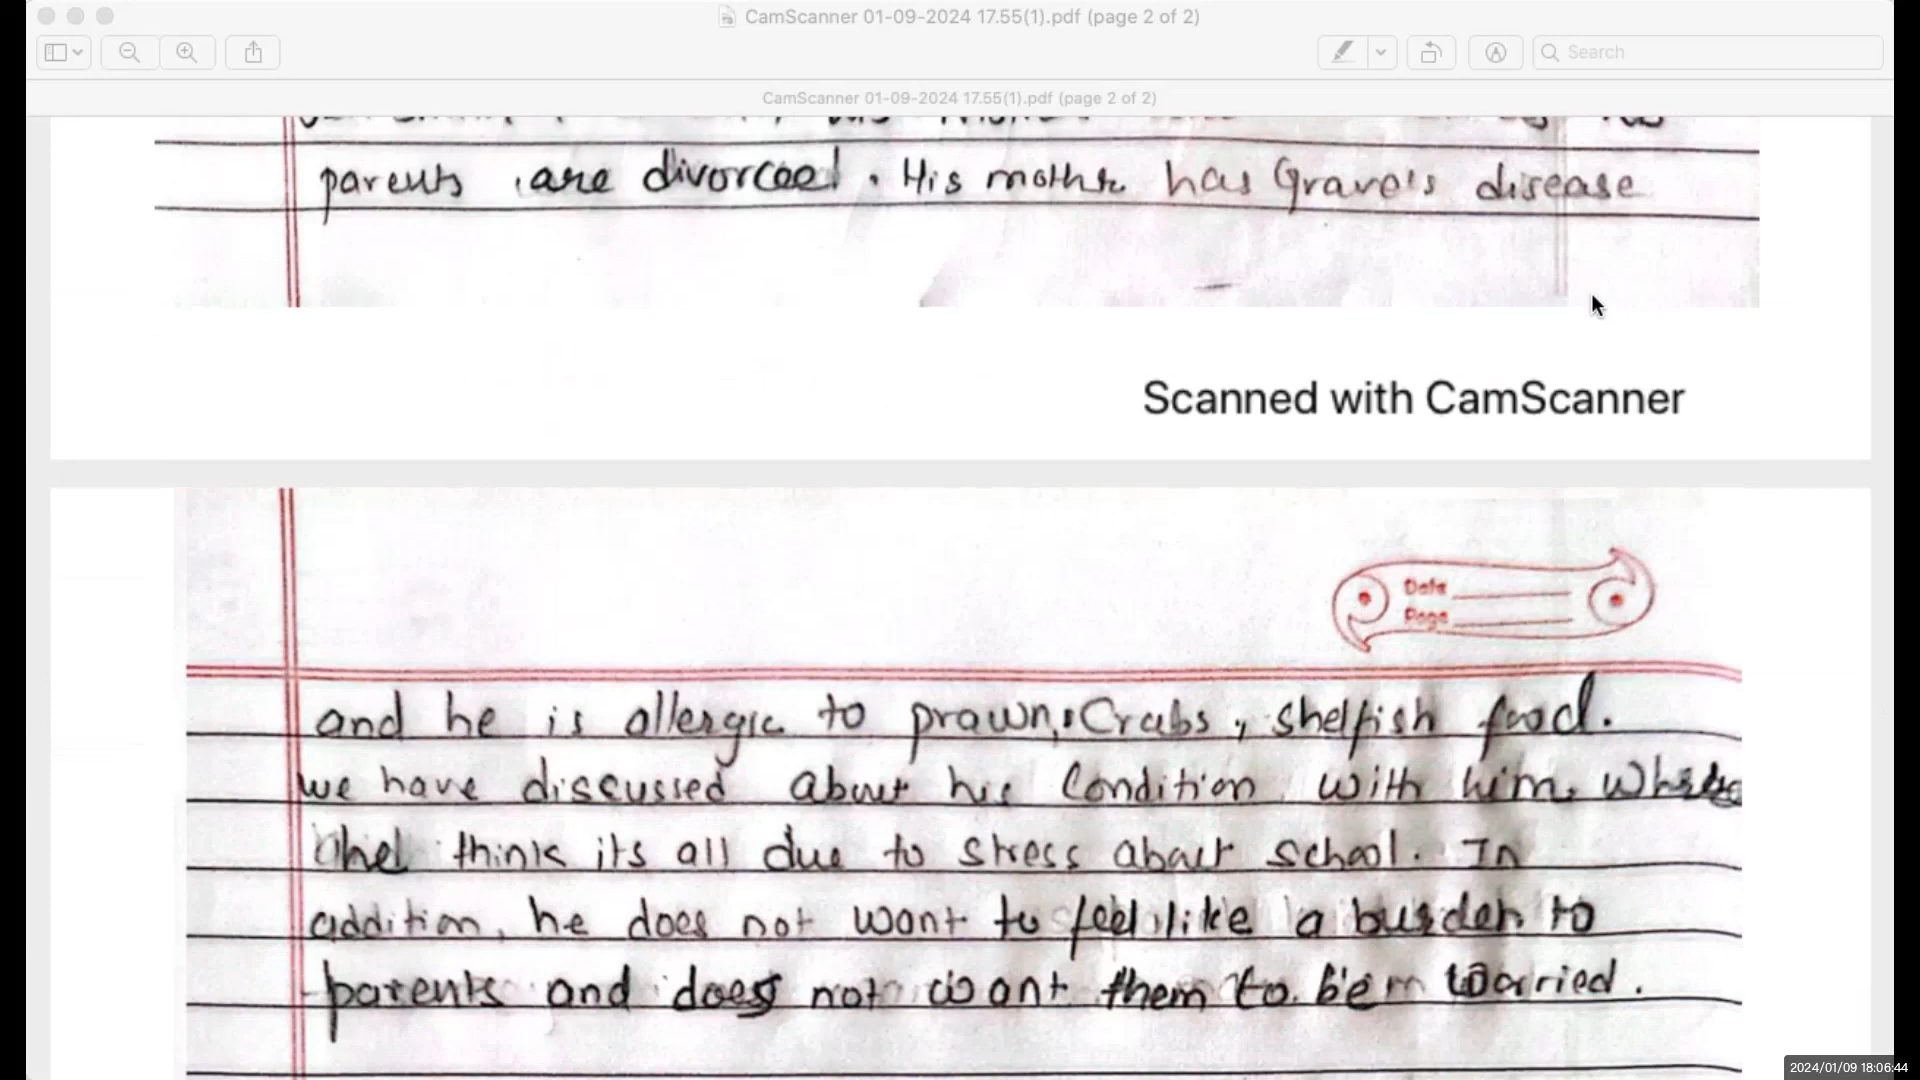 CamScanner 01-09-2024 17.55(1).pdf (page 2 of 2)
Search
CamScanner 01-09-2024 17.55(1).pdf (page 2 of 2)
parents are divorced. His mother has Grave's disease
Scanned with CamScanner
Date
Page
and he is allergic to prawn, Crabs, shelfish food.
we have discussed about his Condition with him.
think its all due to stress about school. In
addition, he does not want to feel like a burden to
parents and does not want them to be worried.
2024/01/09 18:06:44